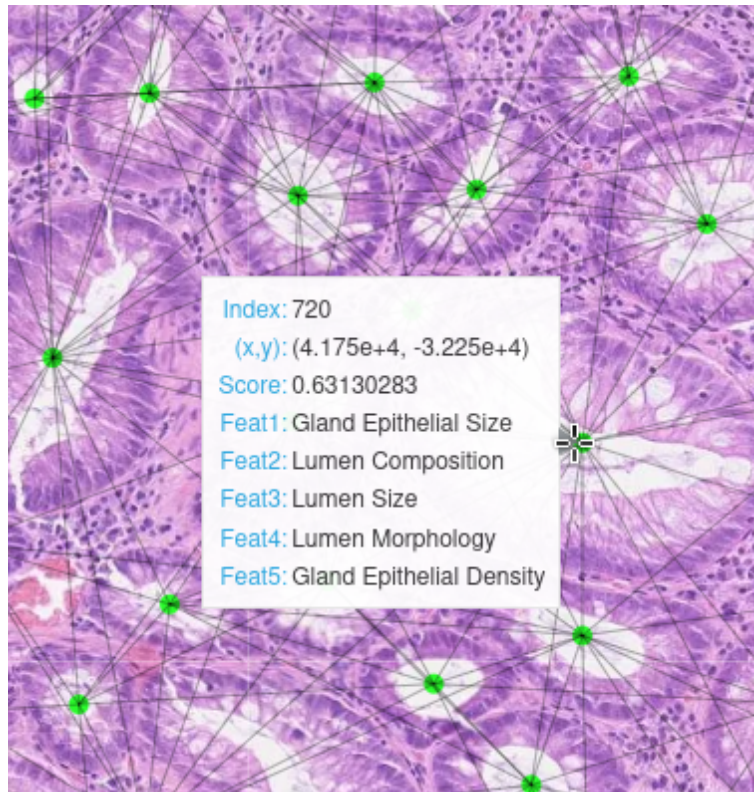 Index: 720
(x,y): (4.175e+4, -3.225e+4)
Score: 0.63130283
Feat1: Gland Epithelial Size
Feat2: Lumen Composition
Feat3: Lumen Size
Feat4: Lumen Morphology
Feat5: Gland Epithelial Density